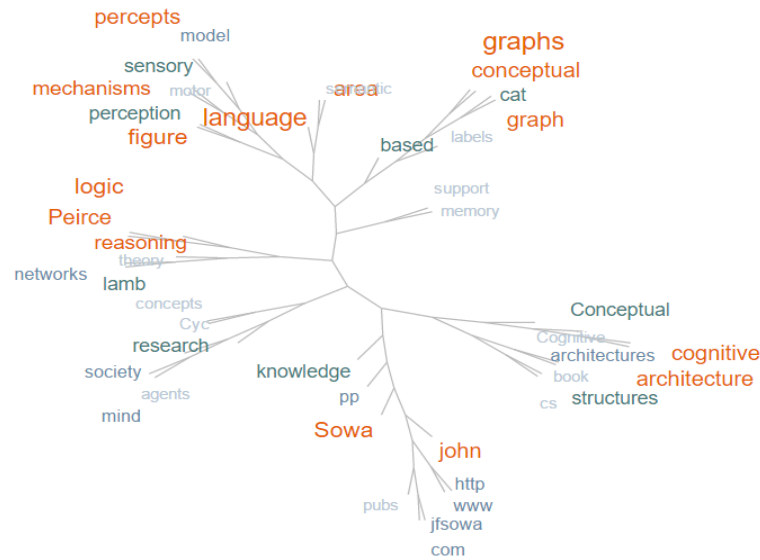 percepts
model
sensory
mechanisms
motor
perception
figure
language
area
semantic
graphs
conceptual
cat
graph
labels
based
support
memory
logic
Peirce
reasoning
theory
networks
lamb
concepts
Cyc
research
society
agents
mind
knowledge
pp
Sowa
john
http
www
pubs
jfsowa
com
Conceptual
Cognitive
architectures
cognitive
book
architecture
cs
structures